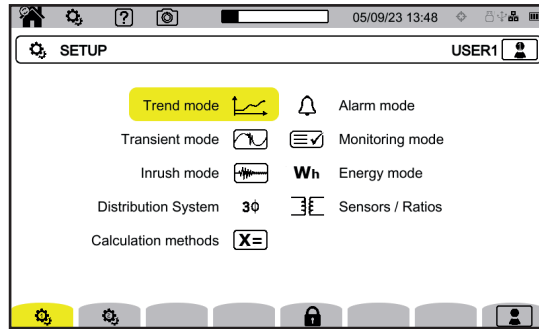 05/09/23 13:48
SETUP USER1
Trend mode Alarm mode
Transient mode Monitoring mode
Inrush mode Wh Energy mode
Distribution System 3ϕ Sensors / Ratios
Calculation methods X=